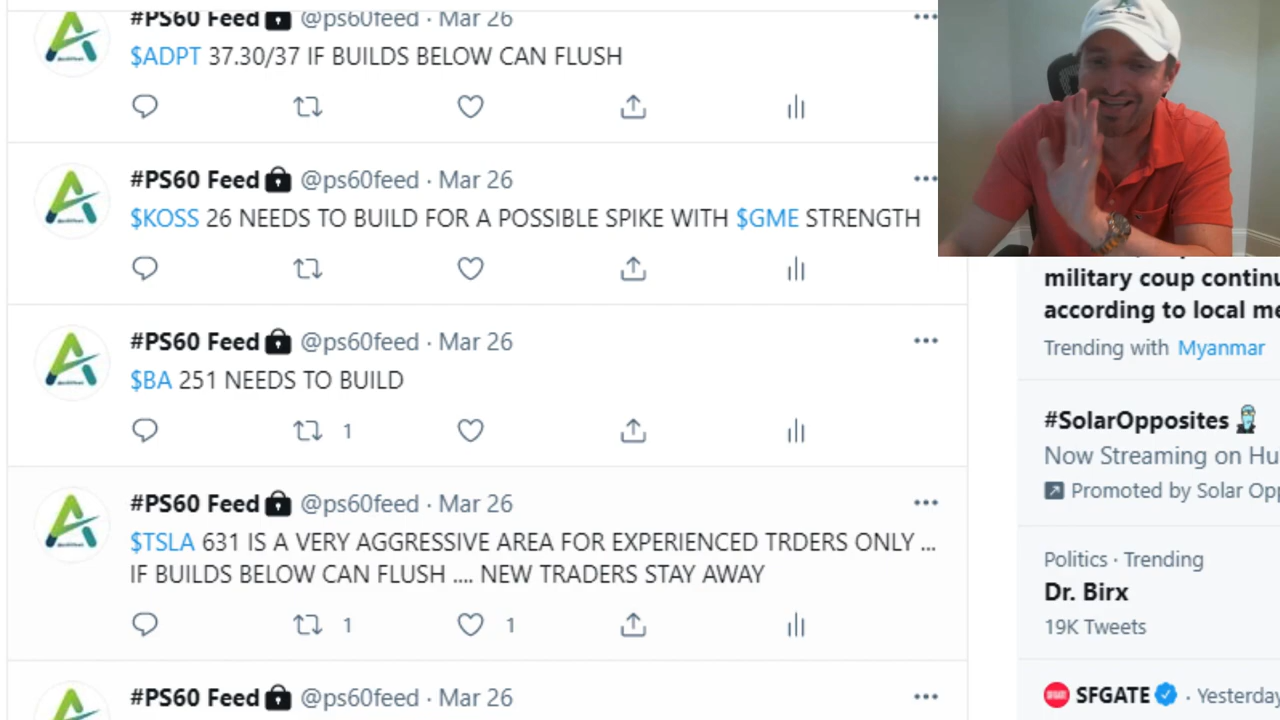 #PS60 Feed @ps60feed · Mar 26
$ADPT 37.30/37 IF BUILDS BELOW CAN FLUSH
#PS60 Feed @ps60feed · Mar 26
$KOSS 26 NEEDS TO BUILD FOR A POSSIBLE SPIKE WITH $GME STRENGTH
#PS60 Feed @ps60feed · Mar 26
$BA 251 NEEDS TO BUILD
1
#PS60 Feed @ps60feed · Mar 26
$TSLA 631 IS A VERY AGGRESSIVE AREA FOR EXPERIENCED TRDERS ONLY ...
IF BUILDS BELOW CAN FLUSH .... NEW TRADERS STAY AWAY
1 1
#PS60 Feed @ps60feed · Mar 26
military coup continu
according to local me
Trending with Myanmar
#SolarOpposites
Now Streaming on Hu
Promoted by Solar Opp
Politics · Trending
Dr. Birx
19K Tweets
SFGATE · Yesterday